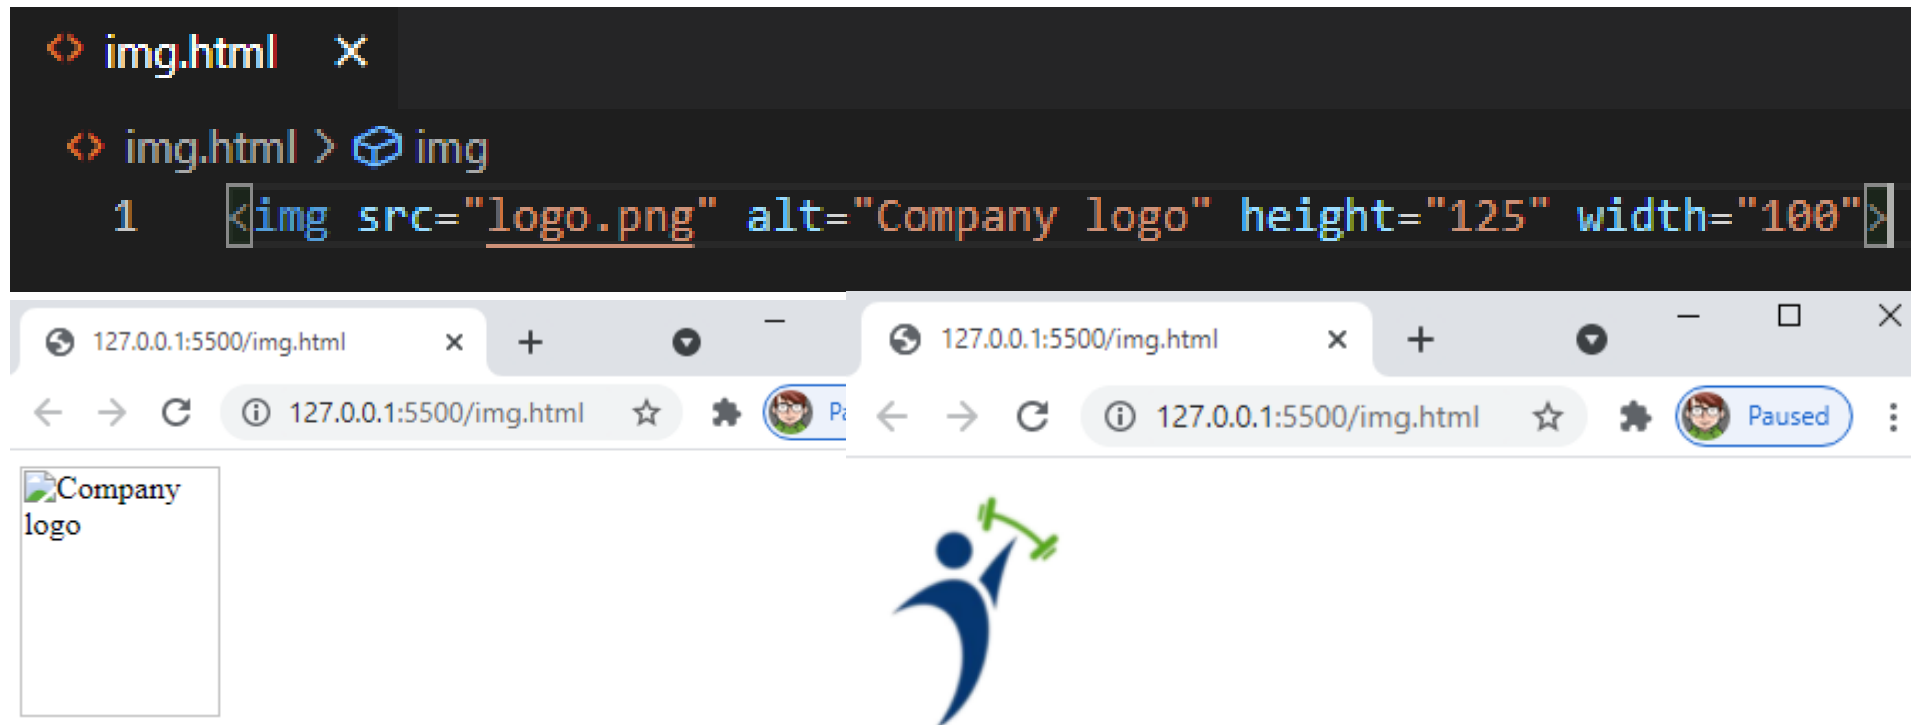 img.html
img.html > img
1 <img src="logo.png" alt="Company logo" height="125" width="100">
127.0.0.1:5500/img.html
127.0.0.1:5500/img.html
Company
logo
127.0.0.1:5500/img.html
127.0.0.1:5500/img.html Paused